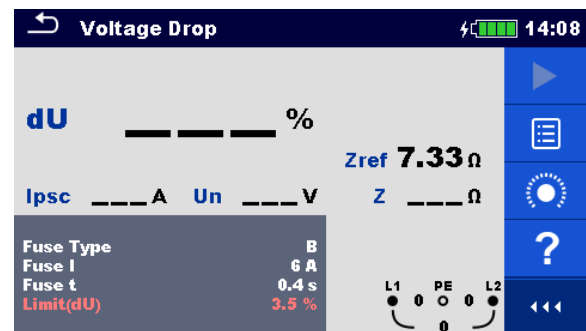 Voltage Drop 14:08
dU ___ %
Zref 7.33 Ω
Ipsc ___ A Un ___ V Z ___ Ω
Fuse Type B
Fuse I 6 A
Fuse t 0.4 s
Limit(dU) 3.5 %
L1 PE L2
0 0
0
?